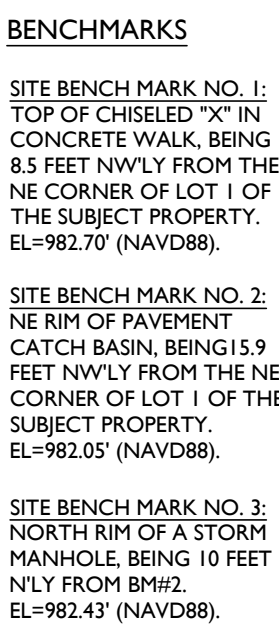 BENCHMARKS
SITE BENCH MARK NO. 1:
TOP OF CHISELED "X" IN
CONCRETE WALK, BEING
8.5 FEET NW'LY FROM THE
NE CORNER OF LOT 1 OF
THE SUBJECT PROPERTY.
EL=982.70' (NAVD88).
SITE BENCH MARK NO. 2:
NE RIM OF PAVEMENT
CATCH BASIN, BEING15.9
FEET NW'LY FROM THE NE
CORNER OF LOT 1 OF THE
SUBJECT PROPERTY.
EL=982.05' (NAVD88).
SITE BENCH MARK NO. 3:
NORTH RIM OF A STORM
MANHOLE, BEING 10 FEET
N'LY FROM BM#2.
EL=982.43' (NAVD88).